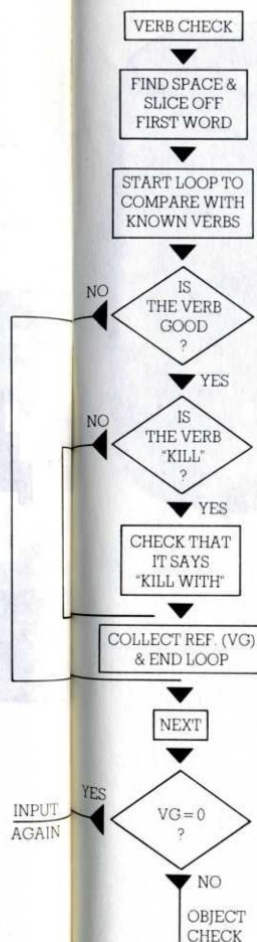 VERB CHECK
FIND SPACE &
SLICE OFF
FIRST WORD
START LOOP TO
COMPARE WITH
KNOWN VERBS
IS
THE VERB
GOOD
?
NO
YES
IS
THE VERB
"KILL"
?
NO
YES
CHECK THAT
IT SAYS
"KILL WITH"
COLLECT REF. (VG)
& END LOOP
NEXT
VG=0
?
YES
INPUT
AGAIN
NO
OBJECT
CHECK